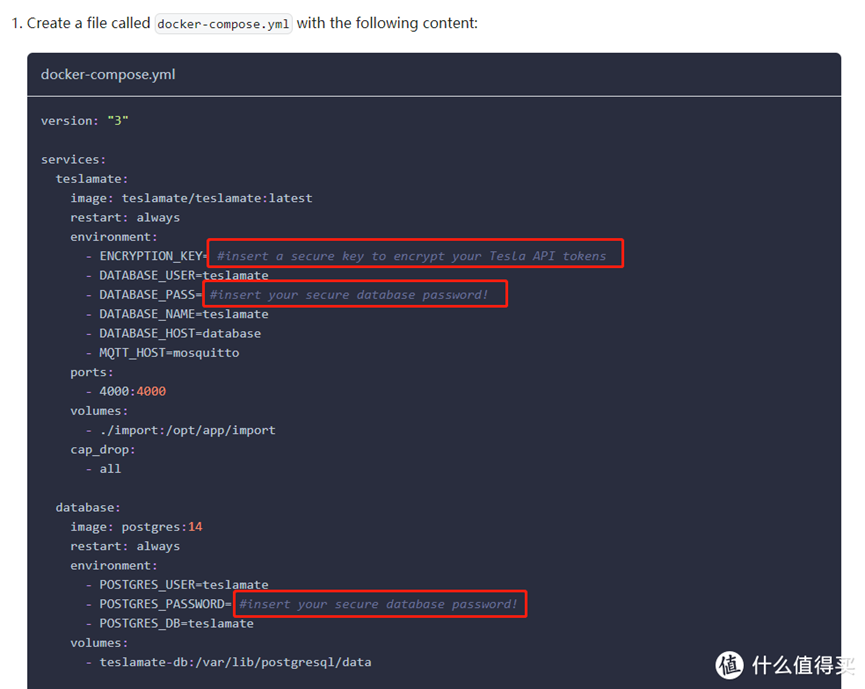 1. Create a file called docker-compose.yml with the following content:
docker-compose.yml
version: "3"
services:
teslamate:
image: teslamate/teslamate:latest
restart: always
environment:
- ENCRYPTION_KEY= #insert a secure key to encrypt your Tesla API tokens
- DATABASE_USER=teslamate
- DATABASE_PASS= #insert your secure database password!
- DATABASE_NAME=teslamate
- DATABASE_HOST=database
- MQTT_HOST=mosquitto
ports:
- 4000:4000
volumes:
- ./import:/opt/app/import
cap_drop:
- all
database:
image: postgres:14
restart: always
environment:
- POSTGRES_USER=teslamate
- POSTGRES_PASSWORD= #insert your secure database password!
- POSTGRES_DB=teslamate
volumes:
- teslamate-db:/var/lib/postgresql/data
值 什么值得买